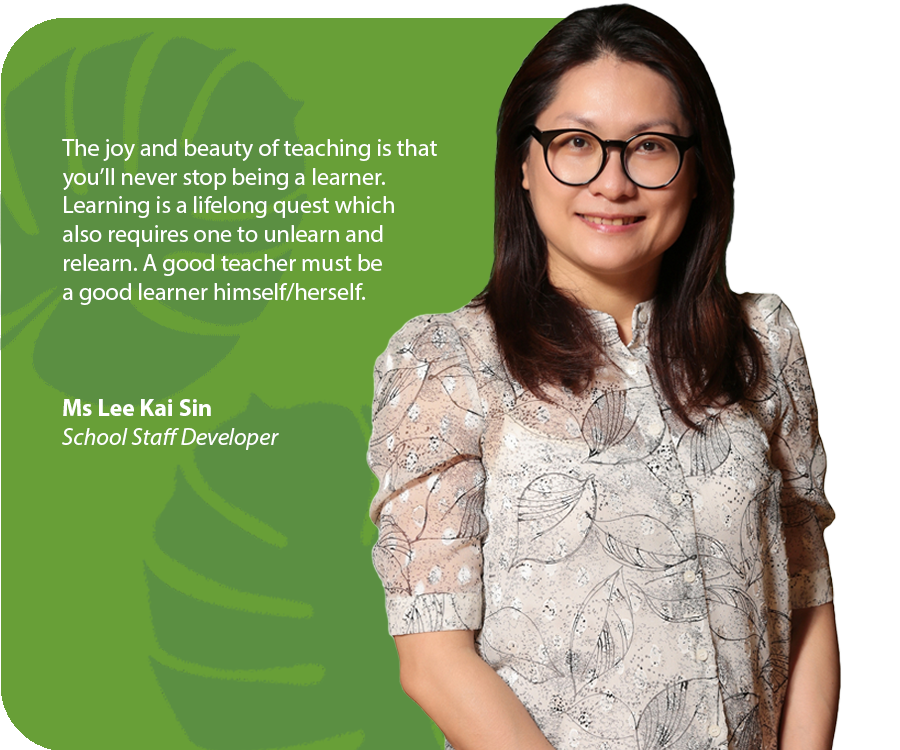 The joy and beauty of teaching is that
you’ll never stop being a learner.
Learning is a lifelong quest which
also requires one to unlearn and
relearn. A good teacher must be
a good learner himself/herself.
Ms Lee Kai Sin
School Staff Developer